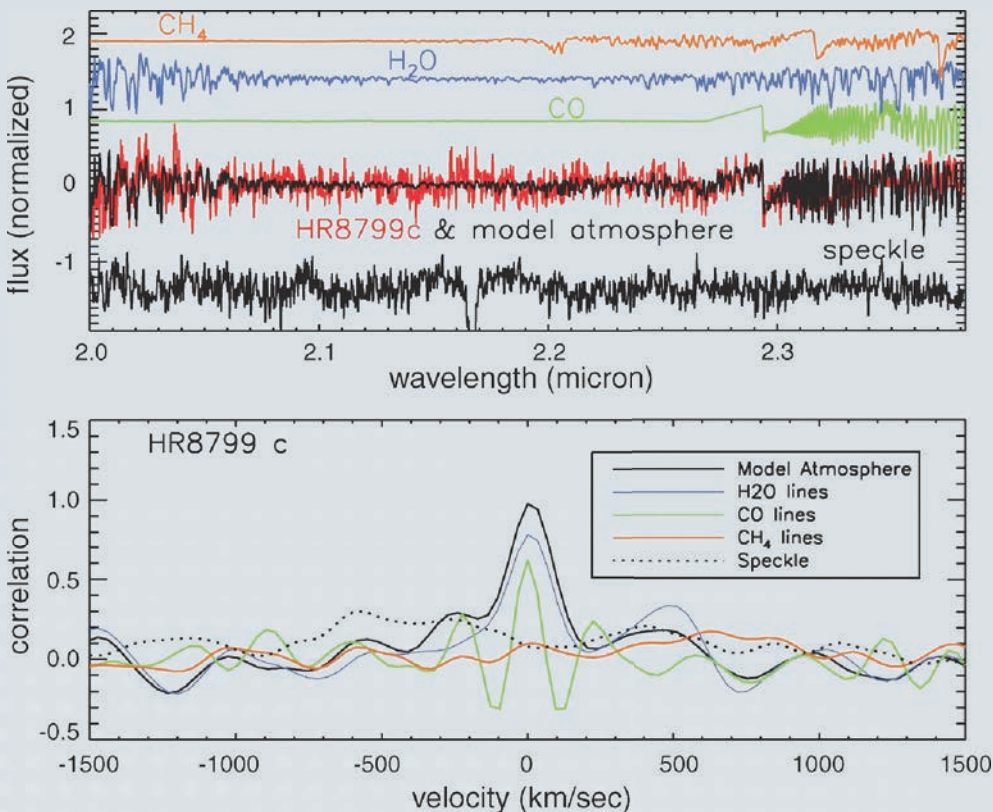 CH₄
H₂O
CO
HR8799c & model atmosphere
speckle
flux (normalized)
2
1
0
-1
2.0 2.1 2.2 2.3
wavelength (micron)
HR8799 c
Model Atmosphere
H2O lines
CO lines
CH₄ lines
Speckle
correlation
1.5
1.0
0.5
0.0
-0.5
-1500 -1000 -500 0 500 1000 1500
velocity (km/sec)